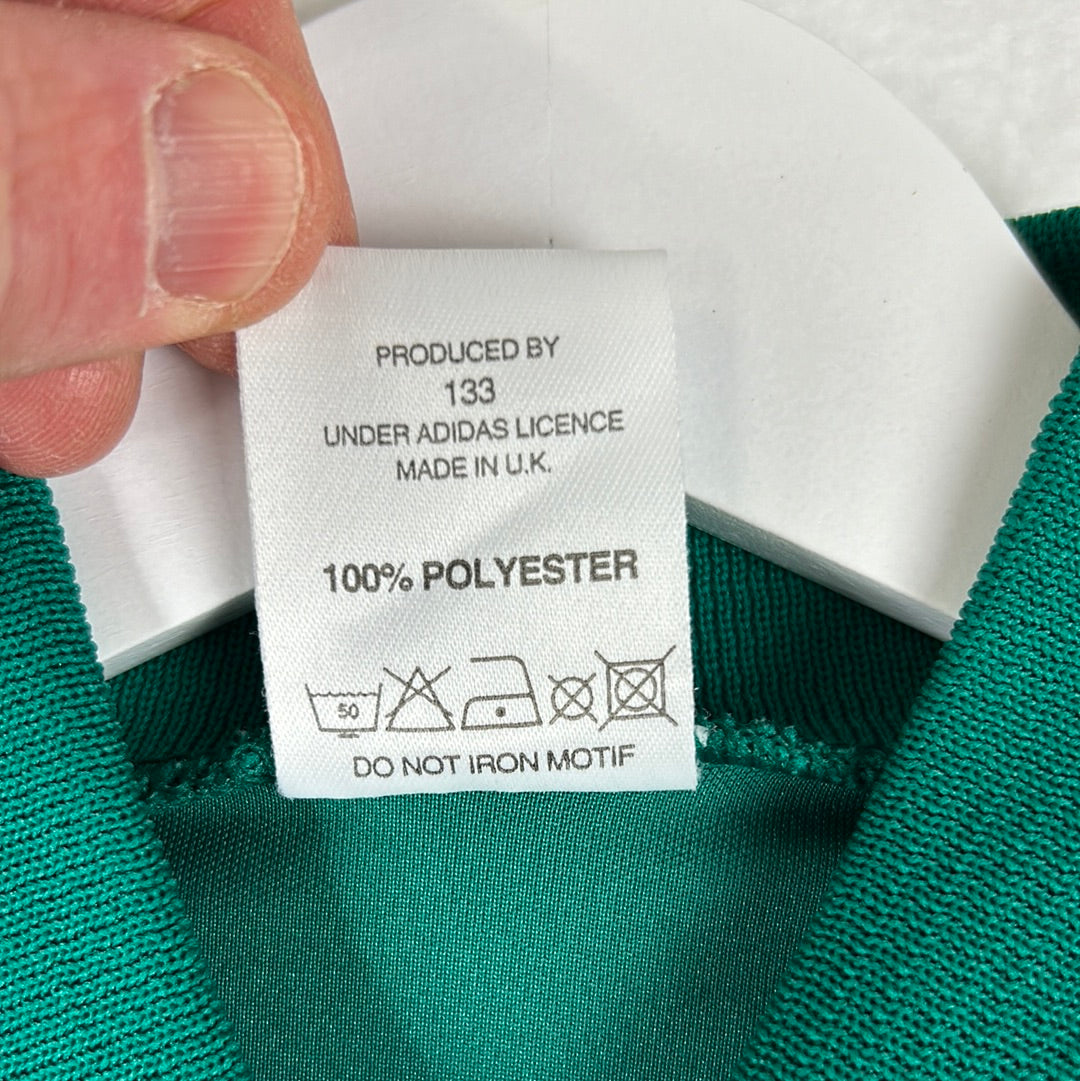 PRODUCED BY
133
UNDER ADIDAS LICENCE
MADE IN U.K.
100% POLYESTER
50
DO NOT IRON MOTIF